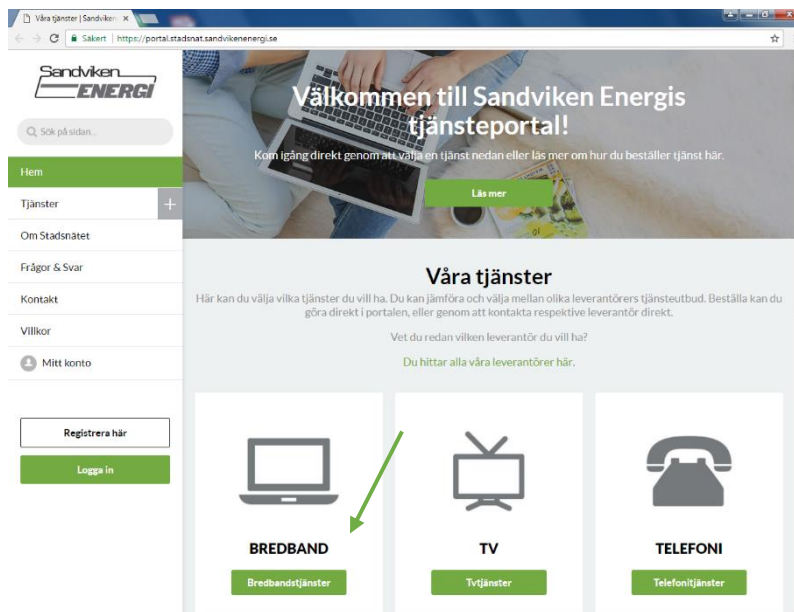 Våra tjänster | Sandviken
Säkert | https://portal.stadsnat.sandvikenenergi.se
Sandviken
ENERGI
Sök på sidan...
Hem
Tjänster
Om Stadsnätet
Frågor & Svar
Kontakt
Villkor
Mitt konto
Registrera här
Logga in
Välkommen till Sandviken Energis
tjänsteportal!
Kom igång direkt genom att välja en tjänst nedan eller läs mer om hur du beställer tjänst här.
Läs mer
Våra tjänster
Här kan du välja vilka tjänster du vill ha. Du kan jämföra och välja mellan olika leverantörers tjänsteutbud. Beställa kan du
göra direkt i portalen, eller genom att kontakta respektive leverantör direkt.
Vet du redan vilken leverantör du vill ha?
Du hittar alla våra leverantörer här.
BREDBAND
Bredbandstjänster
TV
Tvtjänster
TELEFONI
Telefonitjänster